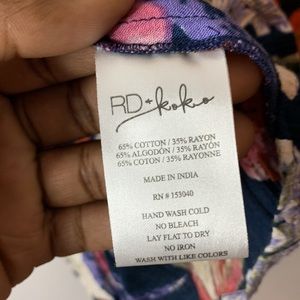 RD + koko
65% COTTON / 35% RAYON
65% ALGODÓN / 35% RAYON
65% COTON / 35% RAYONNE
MADE IN INDIA
RN # 153040
HAND WASH COLD
NO BLEACH
LAY FLAT TO DRY
NO IRON
WASH WITH LIKE COLORS